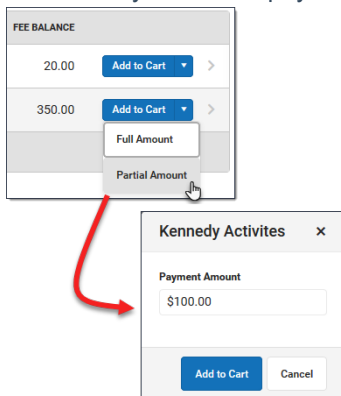 FEE BALANCE
20.00 Add to Cart
350.00 Add to Cart
Full Amount
Partial Amount
Kennedy Activites ×
Payment Amount
$100.00
Add to Cart Cancel